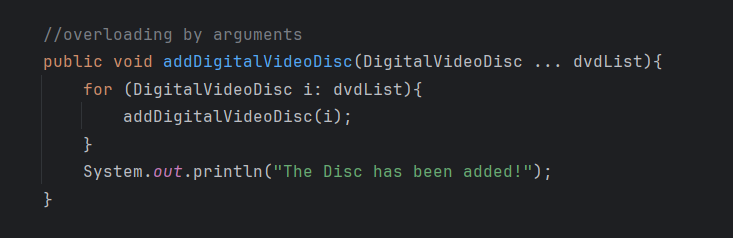 //overloading by arguments
public void addDigitalVideoDisc(DigitalVideoDisc ... dvdList){
for (DigitalVideoDisc i: dvdList){
addDigitalVideoDisc(i);
}
System.out.println("The Disc has been added!");
}